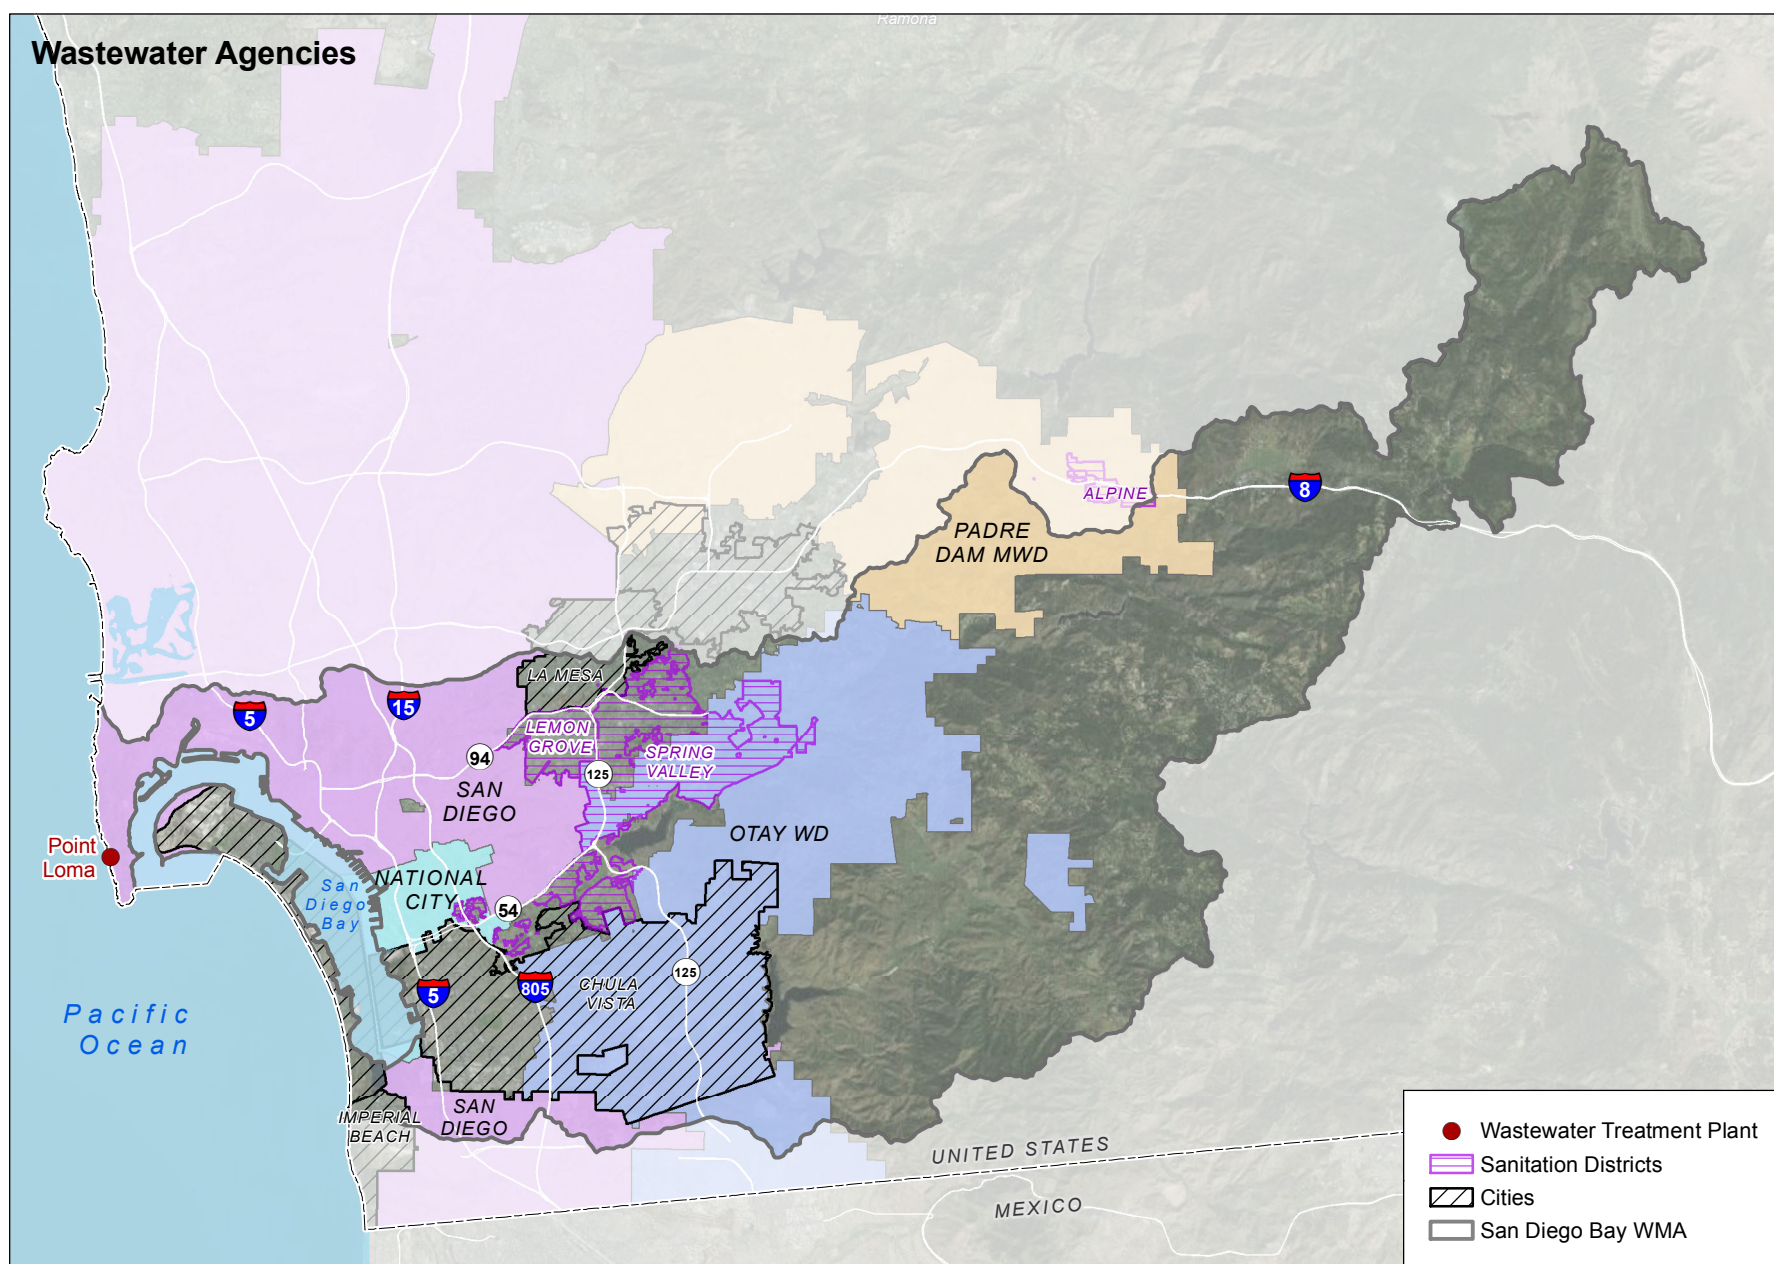 Ramona
Wastewater Agencies
ALPINE
8
PADRE
DAM MWD
LA MESA
5
15
LEMON
GROVE
94
SPRING
VALLEY
125
SAN
DIEGO
OTAY WD
Point
Loma
San
Diego
Bay
NATIONAL
CITY
54
125
CHULA
VISTA
5
805
Pacific
Ocean
IMPERIAL
BEACH
SAN
DIEGO
UNITED STATES
MEXICO
Wastewater Treatment Plant
Sanitation Districts
Cities
San Diego Bay WMA